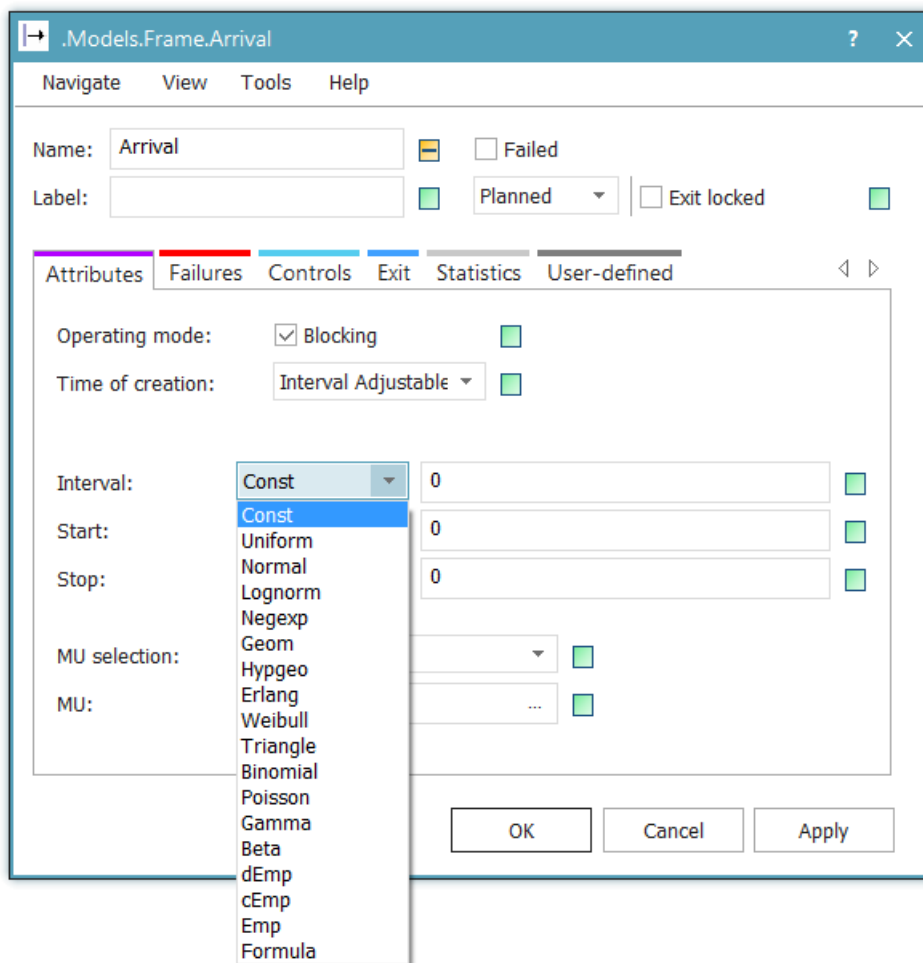 .Models.Frame.Arrival ?
Navigate View Tools Help
Name: Arrival Failed
Label: Planned Exit locked
Attributes Failures Controls Exit Statistics User-defined
Operating mode: Blocking
Time of creation: Interval Adjustable
Interval: Const 0
Const
Start: 0
Uniform
Normal
Stop: 0
Lognorm
Negexp
Geom
MU selection:
Hypgeo
Erlang
MU: ...
Weibull
Triangle
Binomial
Poisson
Gamma
OK Cancel Apply
Beta
dEmp
cEmp
Emp
Formula